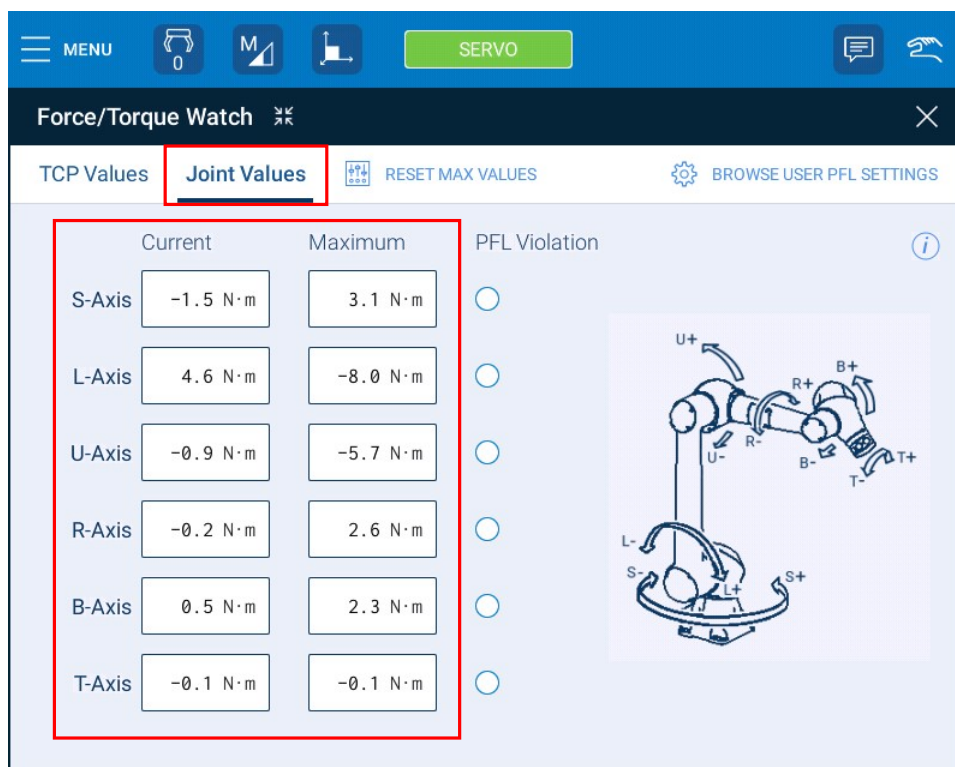 MENU
0
M
SERVO
Force/Torque Watch
TCP Values Joint Values RESET MAX VALUES BROWSE USER PFL SETTINGS
Current Maximum PFL Violation i
S-Axis -1.5 N·m 3.1 N·m
L-Axis 4.6 N·m -8.0 N·m
U-Axis -0.9 N·m -5.7 N·m
R-Axis -0.2 N·m 2.6 N·m
B-Axis 0.5 N·m 2.3 N·m
T-Axis -0.1 N·m -0.1 N·m
U+
B+
R+
U-
R-
B-
T+
T-
L-
S-
L+
S+